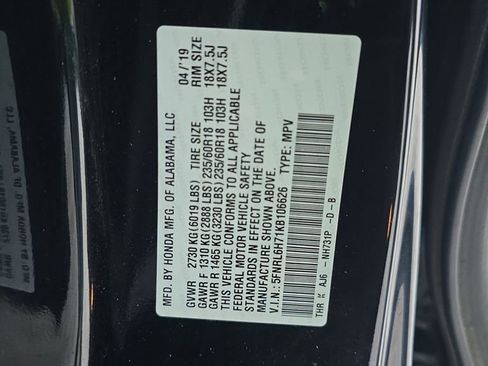 MFD. BY HONDA MFG. OF ALABAMA, LLC 04/'19
GVWR 2730 KG (6019 LBS) TIRE SIZE RIM SIZE
GAWR F 1310 KG (2888 LBS) 235/60R18 103H 18X7.5J
GAWR R 1465 KG (3230 LBS) 235/60R18 103H 18X7.5J
THIS VEHICLE CONFORMS TO ALL APPLICABLE
FEDERAL MOTOR VEHICLE SAFETY
STANDARDS IN EFFECT ON THE DATE OF
MANUFACTURE SHOWN ABOVE.
V.I.N.: 5FNRL6H71KB106626 TYPE: MPV
THR K AJ6- NH731P -D -B